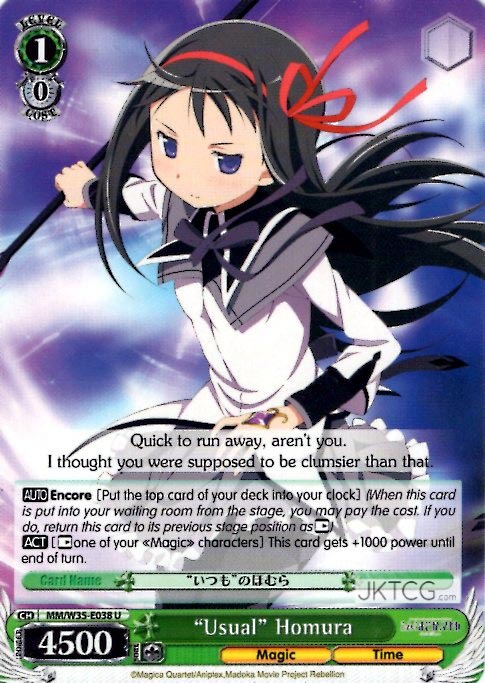 LEVEL
1
0
COST
Quick to run away, aren't you.
I thought you were supposed to be clumsier than that.
AUTO Encore [Put the top card of your deck into your clock] (When this card
is put into your waiting room from the stage, you may pay the cost. If you
do, return this card to its previous stage position as )
ACT [ one of your «Magic» characters] This card gets +1000 power until
end of turn.
Card Name "いつも"のほむら
JKTCG.com
CH MM/W35-E038 U
POWER 4500 SOUL "Usual" Homura
Magic Time
©Magica Quartet/Aniplex,Madoka Movie Project Rebellion